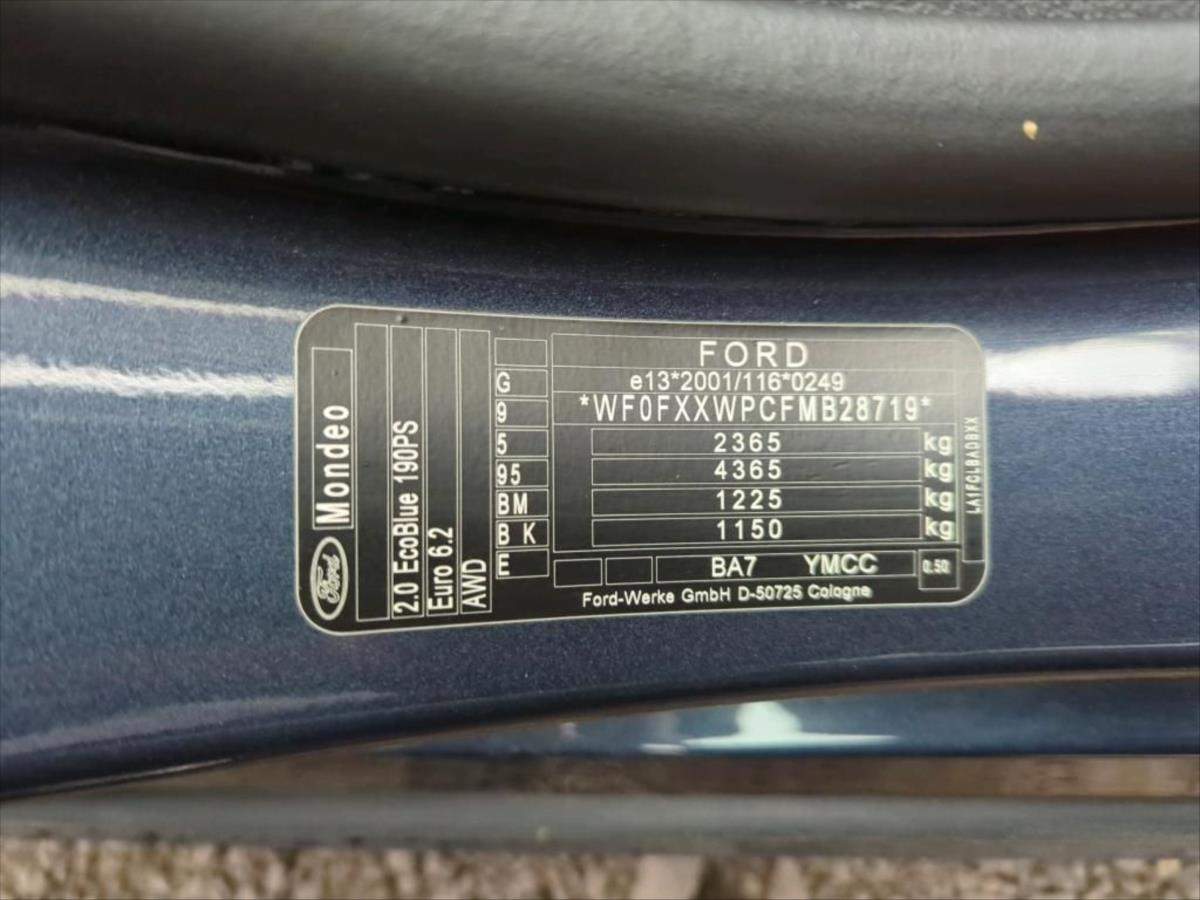 Ford
Mondeo
2.0 EcoBlue 190PS
Euro 6.2
AWD
G
9
5
95
BM
B K
E
FORD
e13*2001/116*0249
*WF0FXXWPCFMB28719*
2365 kg
4365 kg
1225 kg
1150 kg
BA7 YMCC 0.50
Ford-Werke GmbH D-50725 Cologne
LA1FCLBADBXX